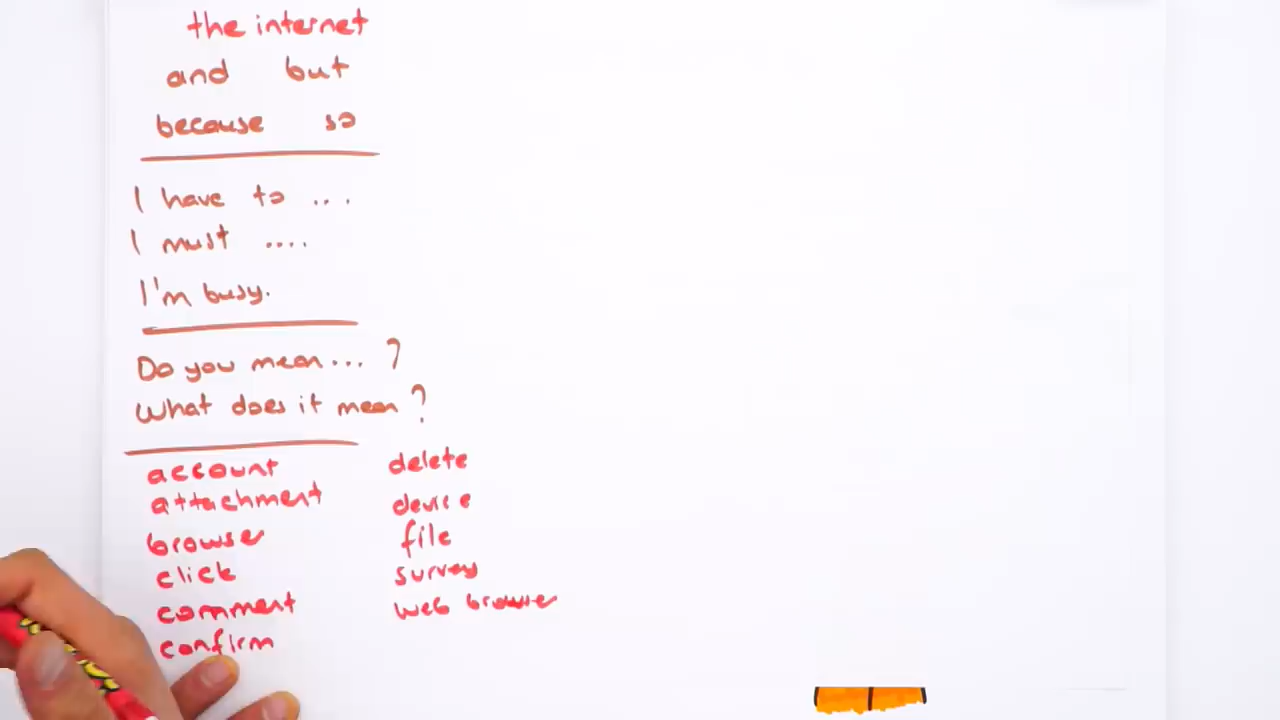 the internet
and but
because so
I have to ...
I must ....
I'm busy.
Do you mean... ?
What does it mean ?
account
attachment
browser
click
comment
confirm
delete
device
file
survey
web browser